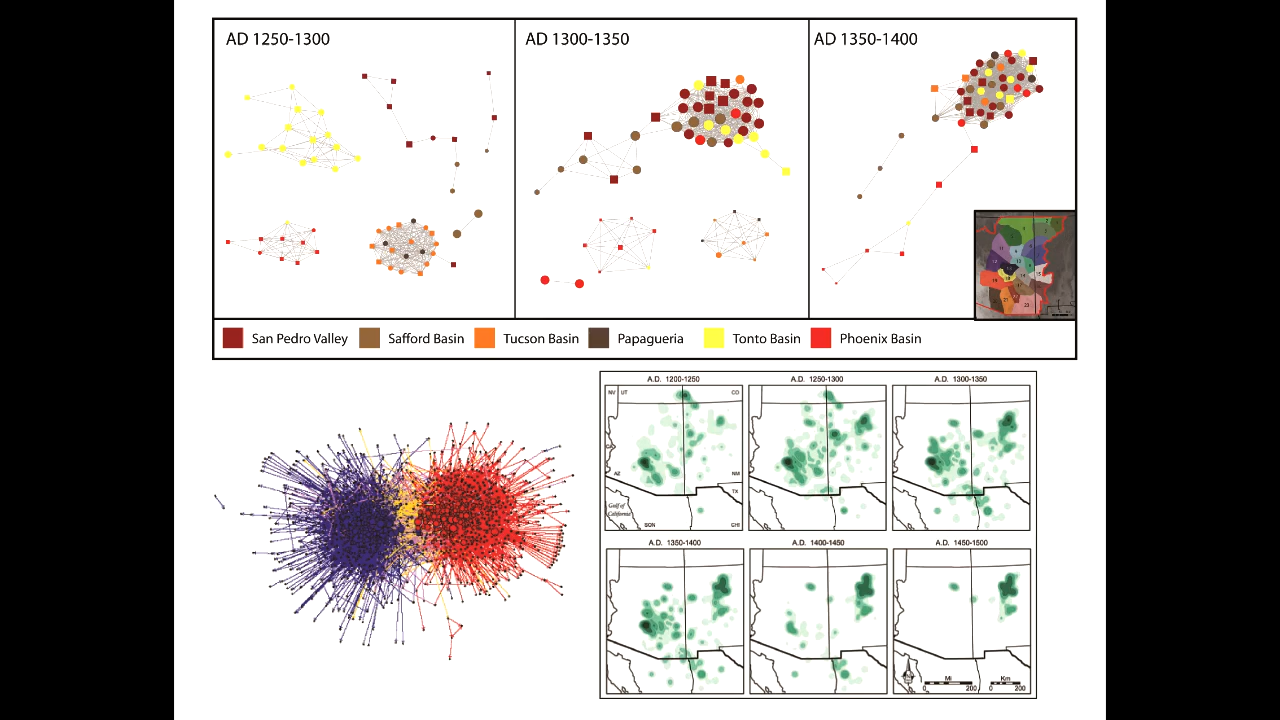 AD 1250-1300
AD 1300-1350
AD 1350-1400
San Pedro Valley
Safford Basin
Tucson Basin
Papagueria
Tonto Basin
Phoenix Basin
A.D. 1200-1250
A.D. 1250-1300
A.D. 1300-1350
NV UT CO
AZ NM
TX
Gulf of
California
SON CHI
A.D. 1350-1400
A.D. 1400-1450
A.D. 1450-1500
Mi Km
0 200 0 200